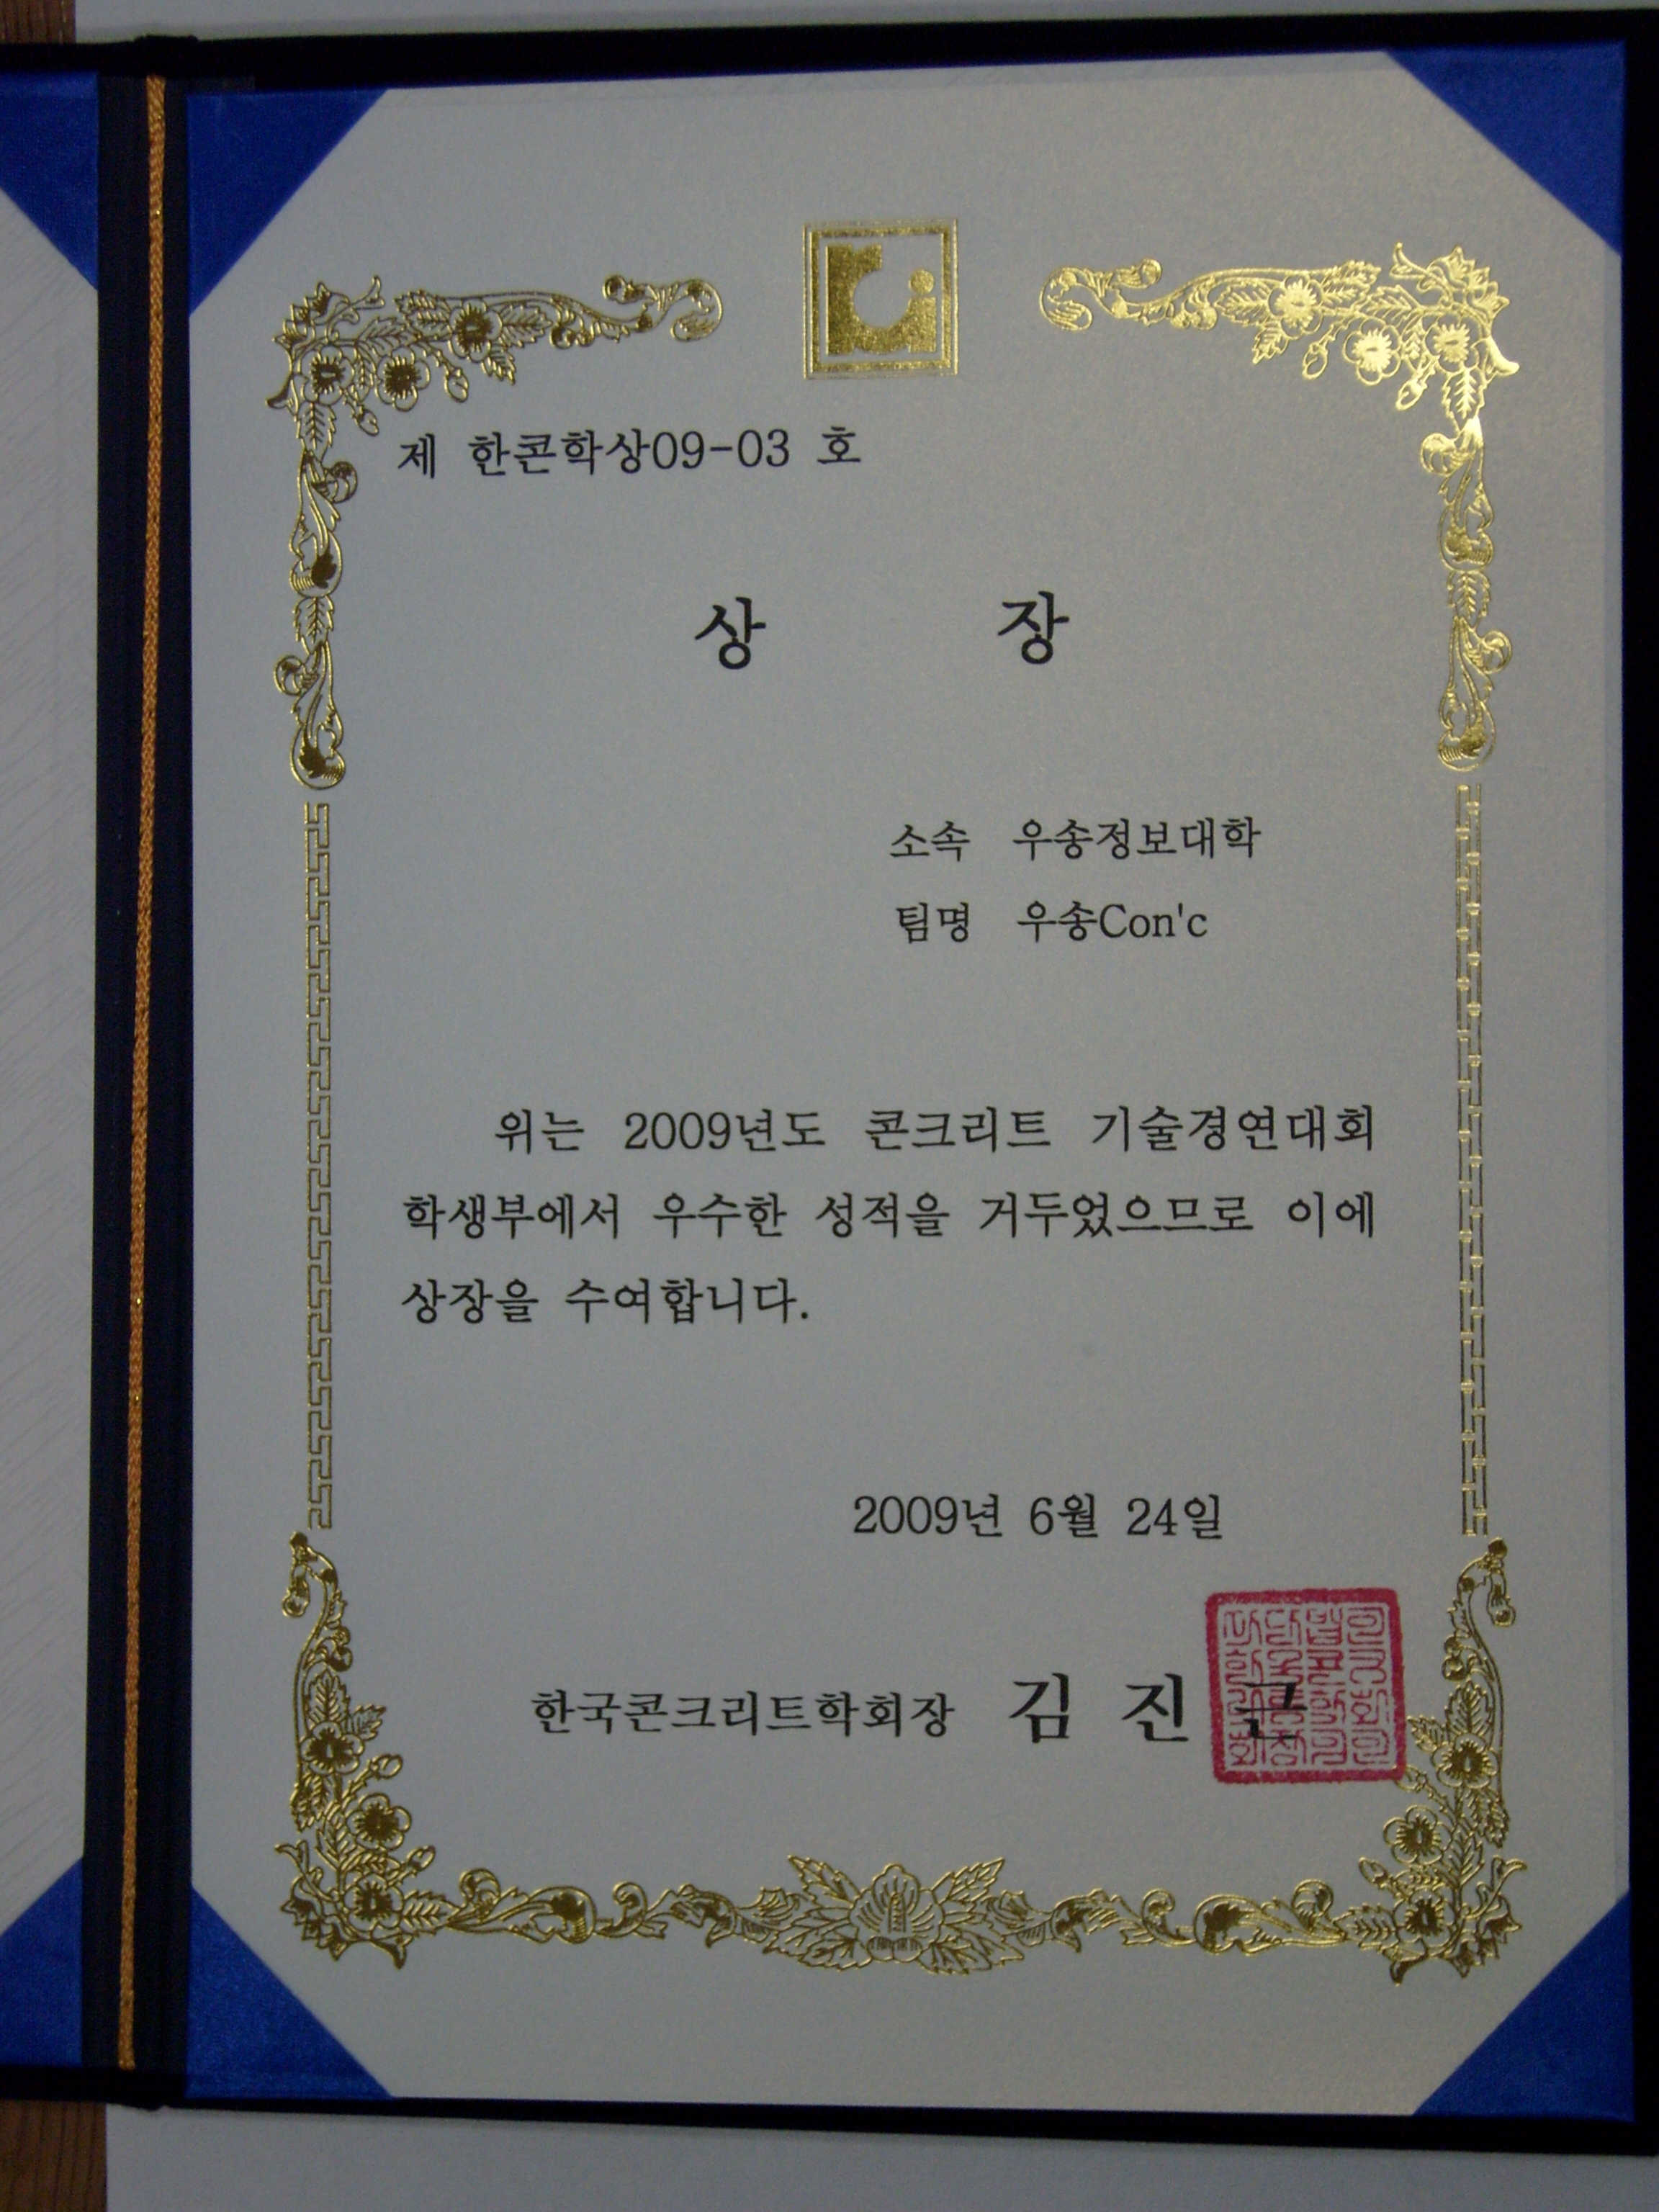 제 한콘학상09-03 호
상 장
소속 우송정보대학
팀명 우송Con'c
위는 2009년도 콘크리트 기술경연대회
학생부에서 우수한 성적을 거두었으므로 이에
상장을 수여합니다.
2009년 6월 24일
한국콘크리트학회장 김 진 근